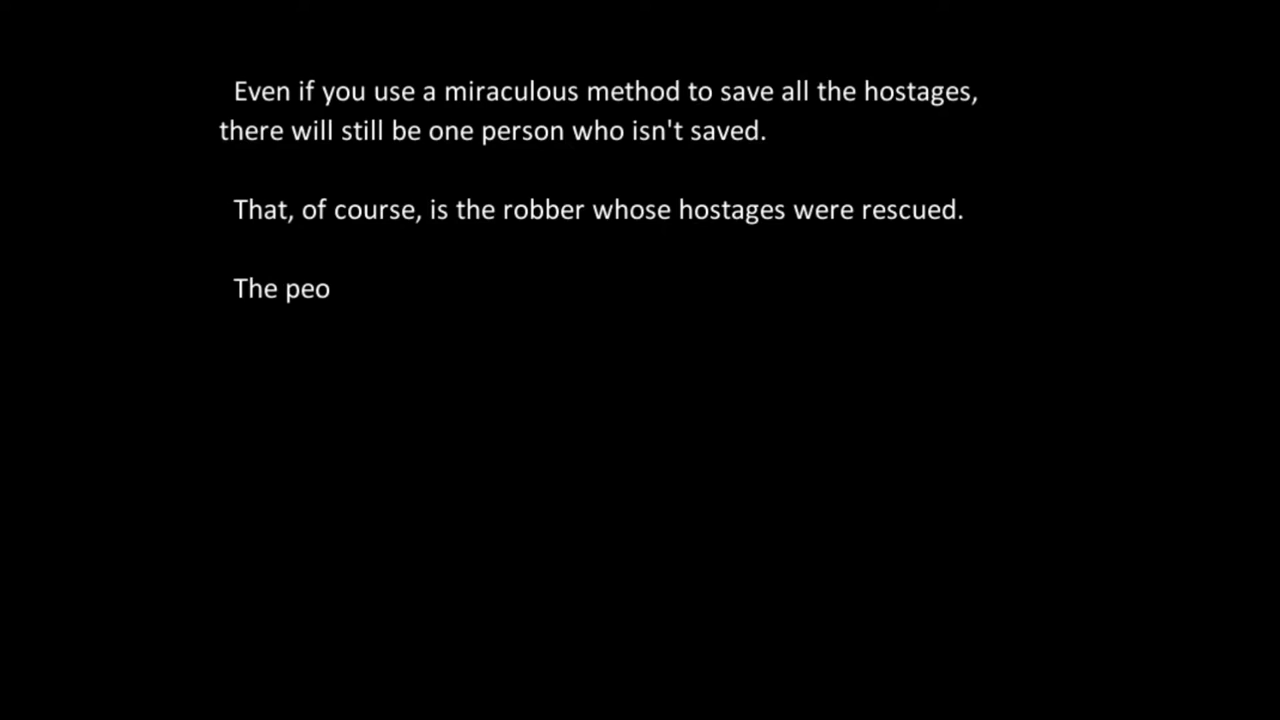 Even if you use a miraculous method to save all the hostages,
there will still be one person who isn't saved.
That, of course, is the robber whose hostages were rescued.
The peo